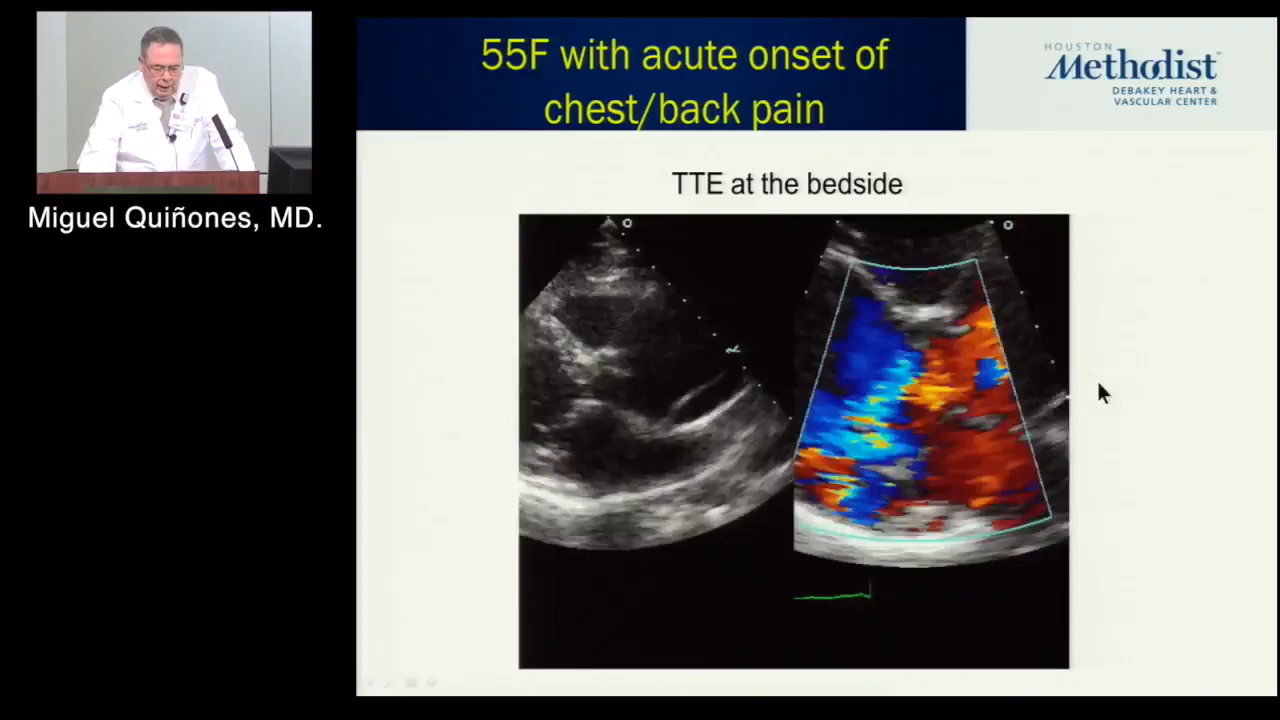 55F with acute onset of
chest/back pain
HOUSTON
Methodist
DEBAKEY HEART &
VASCULAR CENTER
TTE at the bedside
Miguel Quiñones, MD.